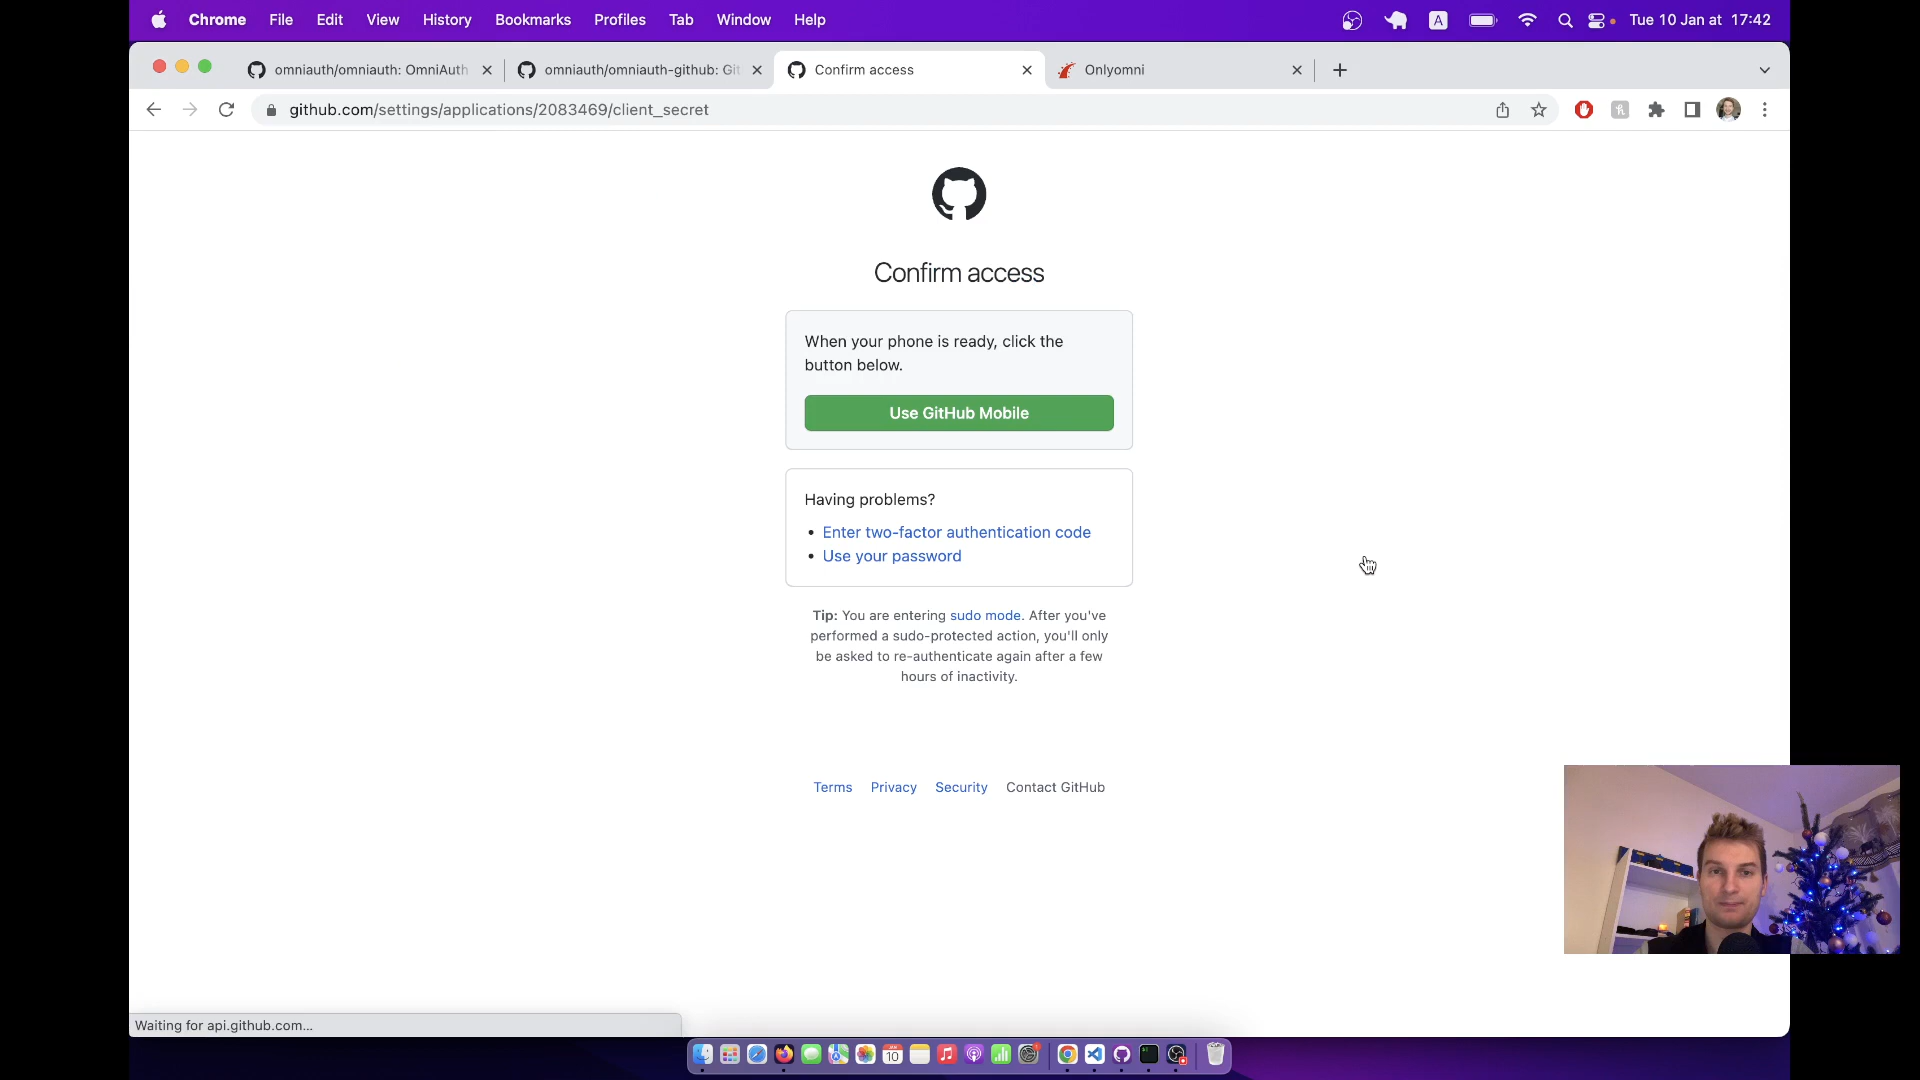 Chrome File Edit View History Bookmarks Profiles Tab Window Help A Tue 10 Jan at 17:42
omniauth/omniauth: OmniAuth omniauth/omniauth-github: Git Confirm access Onlyomni
github.com/settings/applications/2083469/client_secret
Confirm access
When your phone is ready, click the
button below.
Use GitHub Mobile
Having problems?
• Enter two-factor authentication code
• Use your password
Tip: You are entering sudo mode. After you've
performed a sudo-protected action, you'll only
be asked to re-authenticate again after a few
hours of inactivity.
Terms Privacy Security Contact GitHub
Waiting for api.github.com...
10